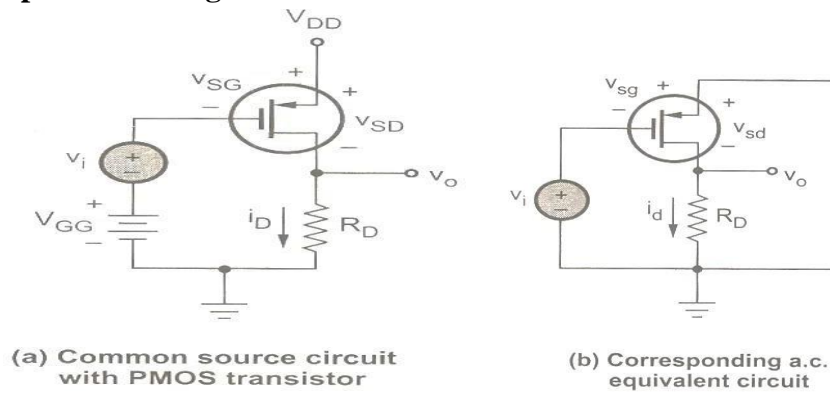 V_DD
v_SG
+
+
−
v_SD
−
v_i
+
−
v_o
V_GG
+
−
i_D
R_D
(a) Common source circuit
with PMOS transistor
v_sg
+
+
−
v_sd
−
v_i
+
−
v_o
i_d
R_D
(b) Corresponding a.c.
equivalent circuit